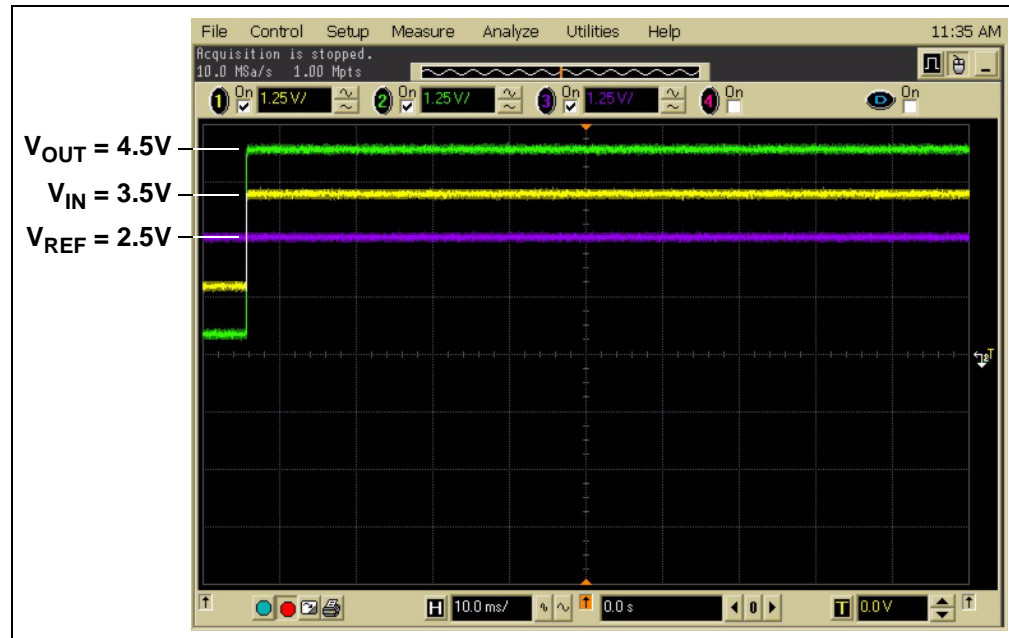 File Control Setup Measure Analyze Utilities Help 11:35 AM
Acquisition is stopped.
10.0 MSa/s 1.00 Mpts
1 On 1.25 V/ 2 On 1.25 V/ 3 On 1.25 V/ 4 On D On
VOUT = 4.5V
VIN = 3.5V
VREF = 2.5V
T
H 10.0 ms/ 0.0 s 0 T 0.0 V